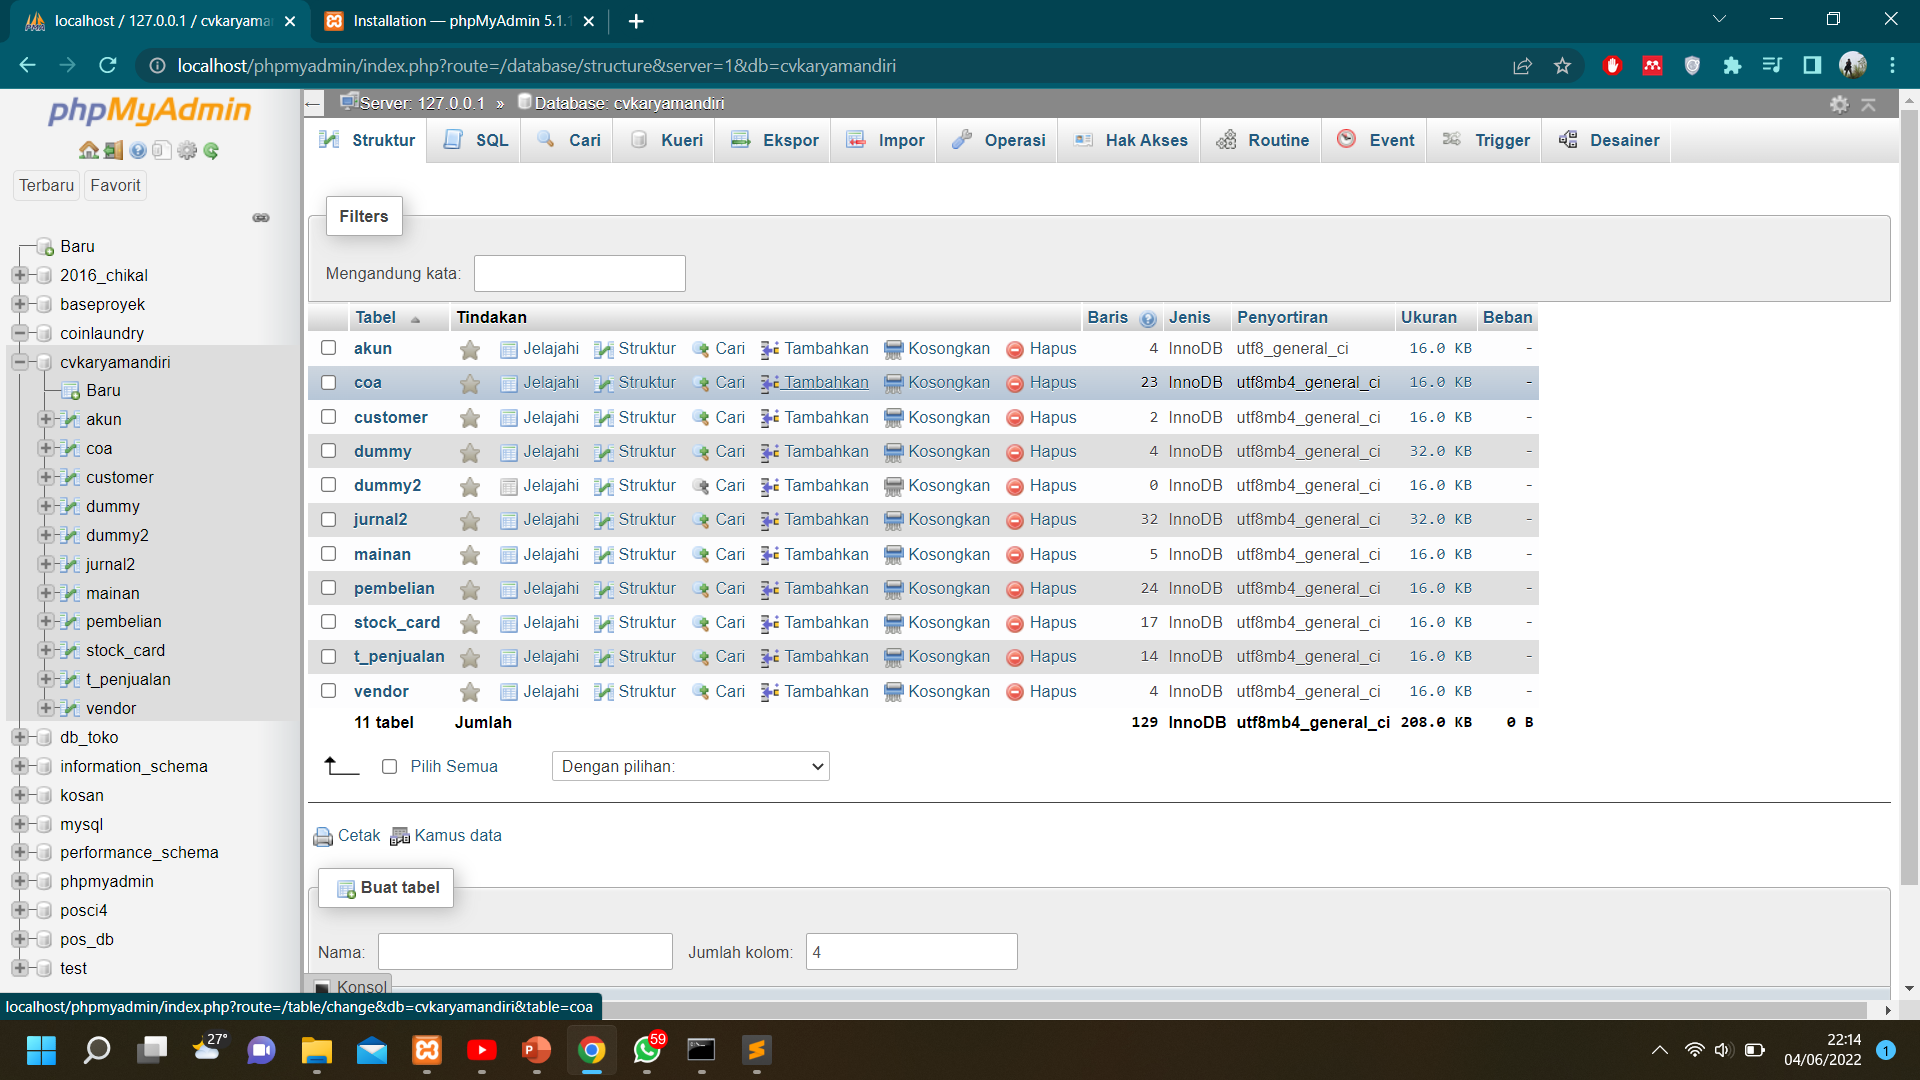 localhost / 127.0.0.1 / cvkaryaman
Installation — phpMyAdmin 5.1.1
localhost/phpmyadmin/index.php?route=/database/structure&server=1&db=cvkaryamandiri
phpMyAdmin
Terbaru Favorit
Baru
2016_chikal
baseproyek
coinlaundry
cvkaryamandiri
Baru
akun
coa
customer
dummy
dummy2
jurnal2
mainan
pembelian
stock_card
t_penjualan
vendor
db_toko
information_schema
kosan
mysql
performance_schema
phpmyadmin
posci4
pos_db
test
Server: 127.0.0.1 » Database: cvkaryamandiri
Struktur SQL Cari Kueri Ekspor Impor Operasi Hak Akses Routine Event Trigger Desainer
Filters
Mengandung kata:
Tabel Tindakan Baris Jenis Penyortiran Ukuran Beban
akun Jelajahi Struktur Cari Tambahkan Kosongkan Hapus 4 InnoDB utf8_general_ci 16.0 KB -
coa Jelajahi Struktur Cari Tambahkan Kosongkan Hapus 23 InnoDB utf8mb4_general_ci 16.0 KB -
customer Jelajahi Struktur Cari Tambahkan Kosongkan Hapus 2 InnoDB utf8mb4_general_ci 16.0 KB -
dummy Jelajahi Struktur Cari Tambahkan Kosongkan Hapus 4 InnoDB utf8mb4_general_ci 32.0 KB -
dummy2 Jelajahi Struktur Cari Tambahkan Kosongkan Hapus 0 InnoDB utf8mb4_general_ci 16.0 KB -
jurnal2 Jelajahi Struktur Cari Tambahkan Kosongkan Hapus 32 InnoDB utf8mb4_general_ci 32.0 KB -
mainan Jelajahi Struktur Cari Tambahkan Kosongkan Hapus 5 InnoDB utf8mb4_general_ci 16.0 KB -
pembelian Jelajahi Struktur Cari Tambahkan Kosongkan Hapus 24 InnoDB utf8mb4_general_ci 16.0 KB -
stock_card Jelajahi Struktur Cari Tambahkan Kosongkan Hapus 17 InnoDB utf8mb4_general_ci 16.0 KB -
t_penjualan Jelajahi Struktur Cari Tambahkan Kosongkan Hapus 14 InnoDB utf8mb4_general_ci 16.0 KB -
vendor Jelajahi Struktur Cari Tambahkan Kosongkan Hapus 4 InnoDB utf8mb4_general_ci 16.0 KB -
11 tabel Jumlah 129 InnoDB utf8mb4_general_ci 208.0 KB 0 B
Pilih Semua Dengan pilihan:
Cetak Kamus data
Buat tabel
Nama: Jumlah kolom: 4
Konsol
localhost/phpmyadmin/index.php?route=/table/change&db=cvkaryamandiri&table=coa
27°
59
22:14
04/06/2022
1